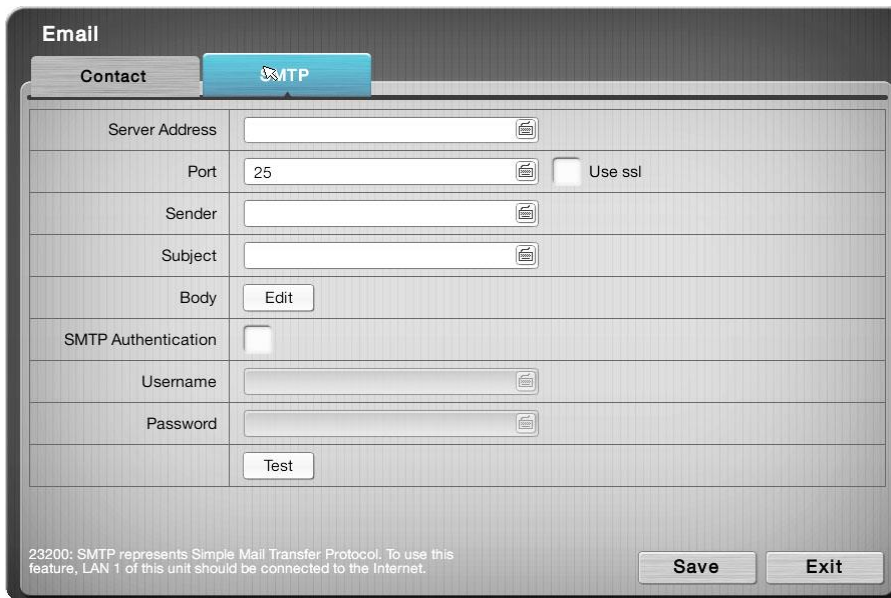 Email
Contact
SMTP
Server Address
Port 25 Use ssl
Sender
Subject
Body Edit
SMTP Authentication
Username
Password
Test
23200: SMTP represents Simple Mail Transfer Protocol. To use this
feature, LAN 1 of this unit should be connected to the Internet.
Save Exit